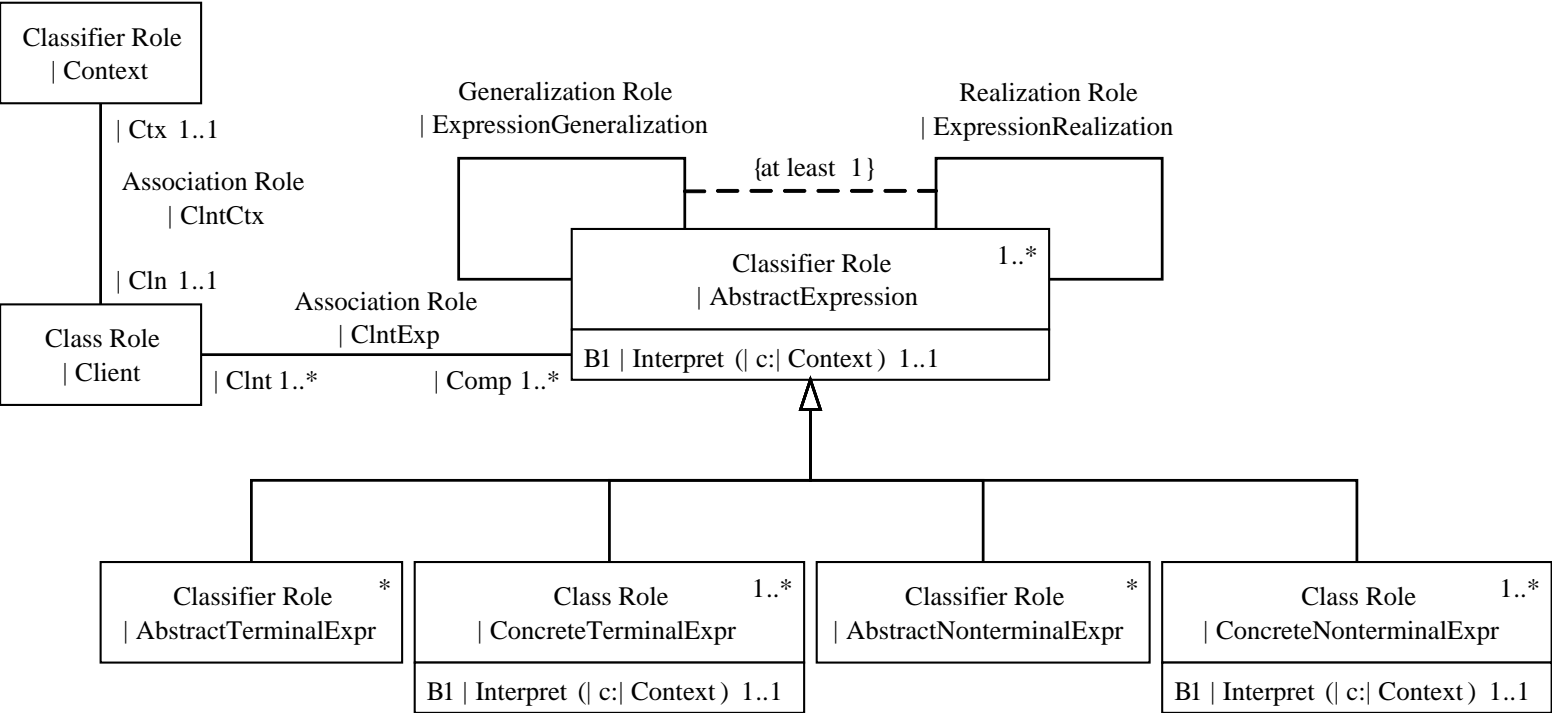 Classifier Role
| Context
| Ctx 1..1
Association Role
| ClntCtx
| Cln 1..1
Class Role
| Client
Association Role
| ClntExp
| Clnt 1..*
| Comp 1..*
Generalization Role
| ExpressionGeneralization
{at least 1}
Realization Role
| ExpressionRealization
Classifier Role
1..*
| AbstractExpression
B1 | Interpret (| c:| Context) 1..1
Classifier Role
*
| AbstractTerminalExpr
Class Role
1..*
| ConcreteTerminalExpr
B1 | Interpret (| c:| Context) 1..1
Classifier Role
*
| AbstractNonterminalExpr
Class Role
1..*
| ConcreteNonterminalExpr
B1 | Interpret (| c:| Context) 1..1